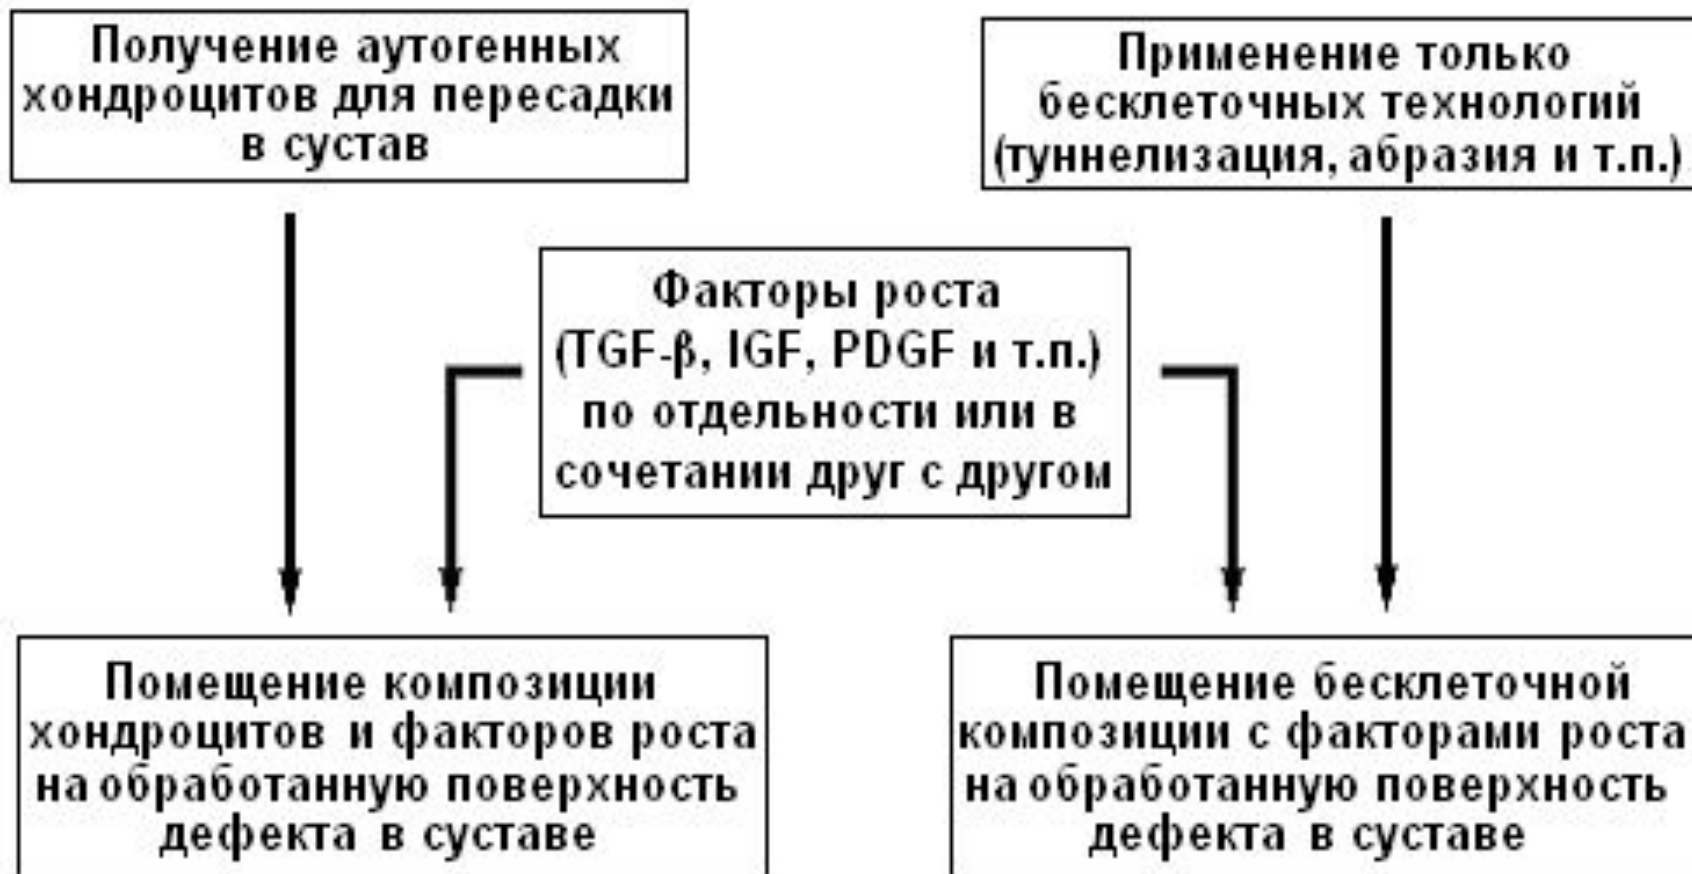 Получение аутогенных
хондроцитов для пересадки
в сустав
Применение только
бесклеточных технологий
(туннелизация, абразия и т.п.)
Факторы роста
(TGF-β, IGF, PDGF и т.п.)
по отдельности или в
сочетании друг с другом
Помещение композиции
хондроцитов и факторов роста
на обработанную поверхность
дефекта в суставе
Помещение бесклеточной
композиции с факторами роста
на обработанную поверхность
дефекта в суставе